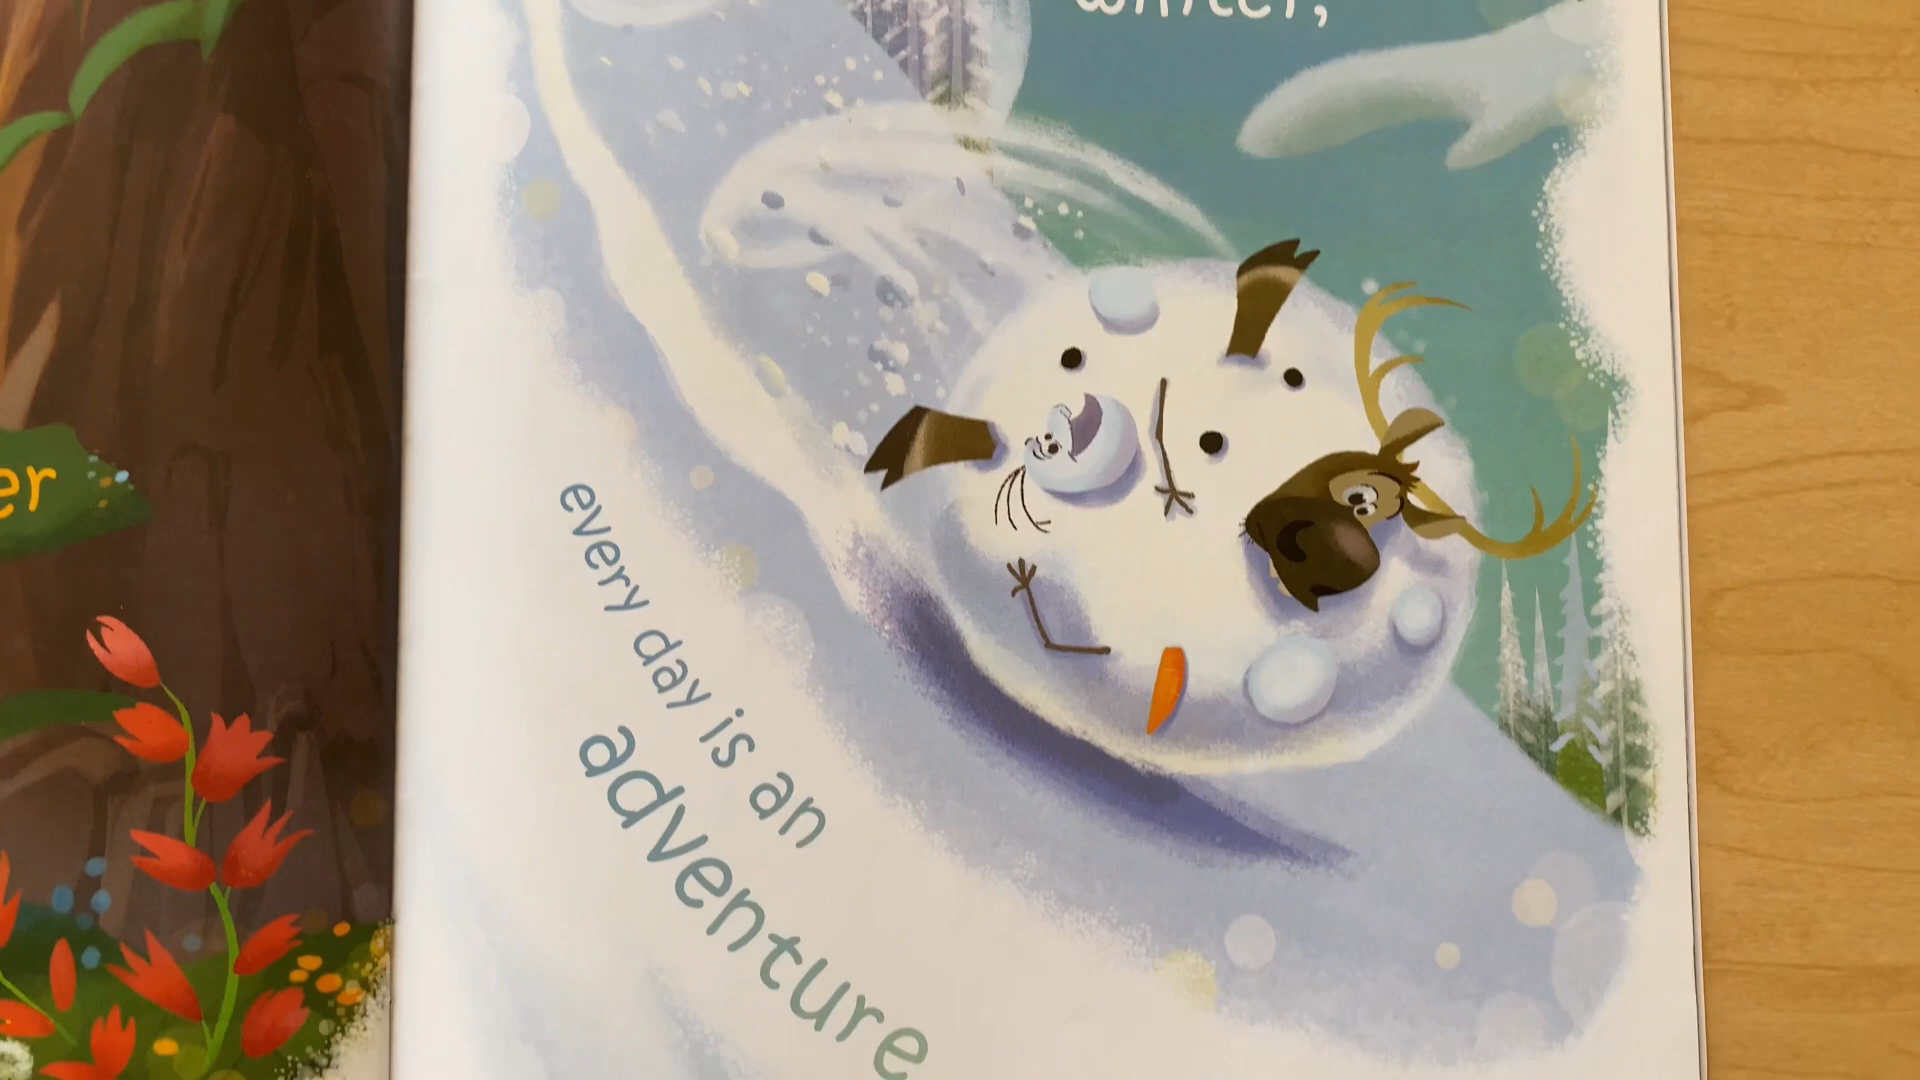 er
winter,
every day is an
adventure